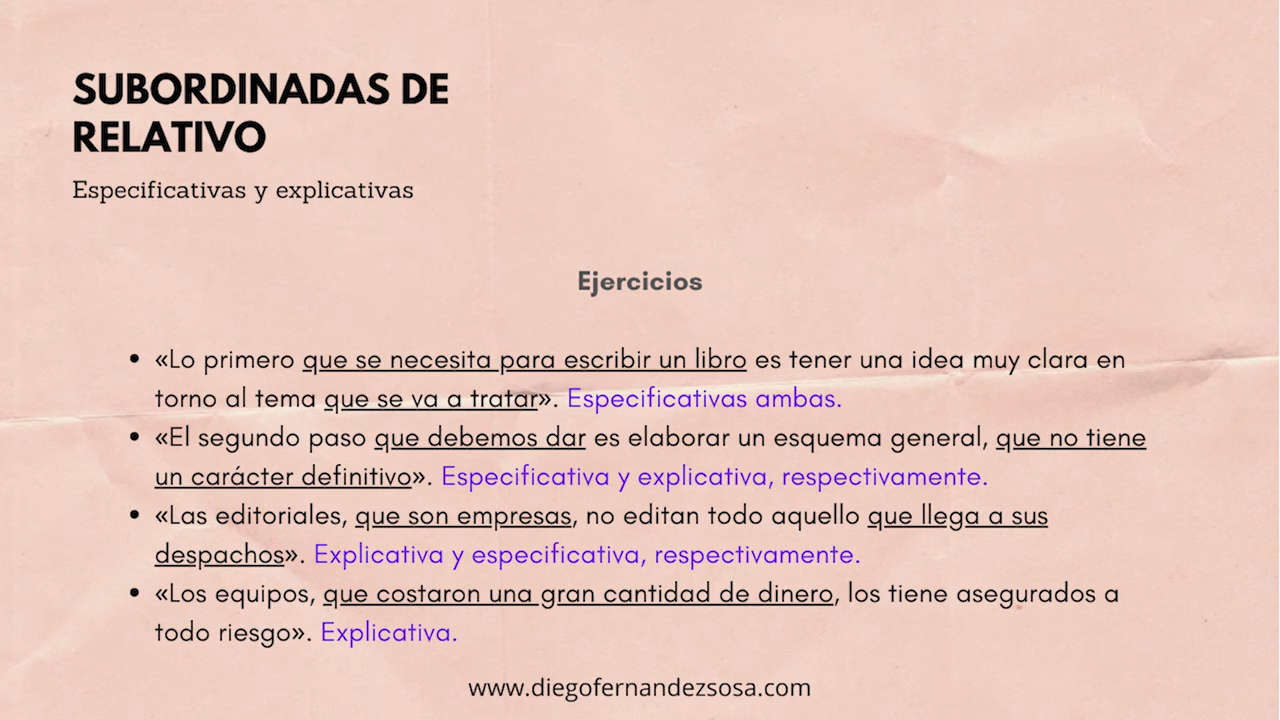 SUBORDINADAS DE
RELATIVO
Especificativas y explicativas
Ejercicios
• «Lo primero que se necesita para escribir un libro es tener una idea muy clara en
torno al tema que se va a tratar». Especificativas ambas.
• «El segundo paso que debemos dar es elaborar un esquema general, que no tiene
un carácter definitivo». Especificativa y explicativa, respectivamente.
• «Las editoriales, que son empresas, no editan todo aquello que llega a sus
despachos». Explicativa y especificativa, respectivamente.
• «Los equipos, que costaron una gran cantidad de dinero, los tiene asegurados a
todo riesgo». Explicativa.
www.diegofernandezsosa.com